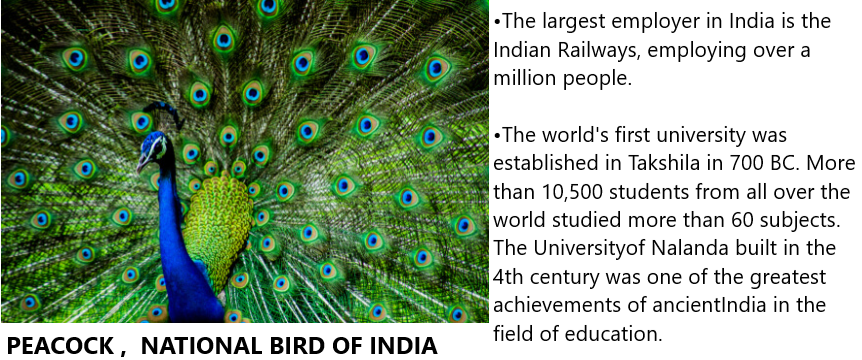 •The largest employer in India is the
Indian Railways, employing over a
million people.
•The world's first university was
established in Takshila in 700 BC. More
than 10,500 students from all over the
world studied more than 60 subjects.
The Universityof Nalanda built in the
4th century was one of the greatest
achievements of ancientIndia in the
field of education.
PEACOCK , NATIONAL BIRD OF INDIA